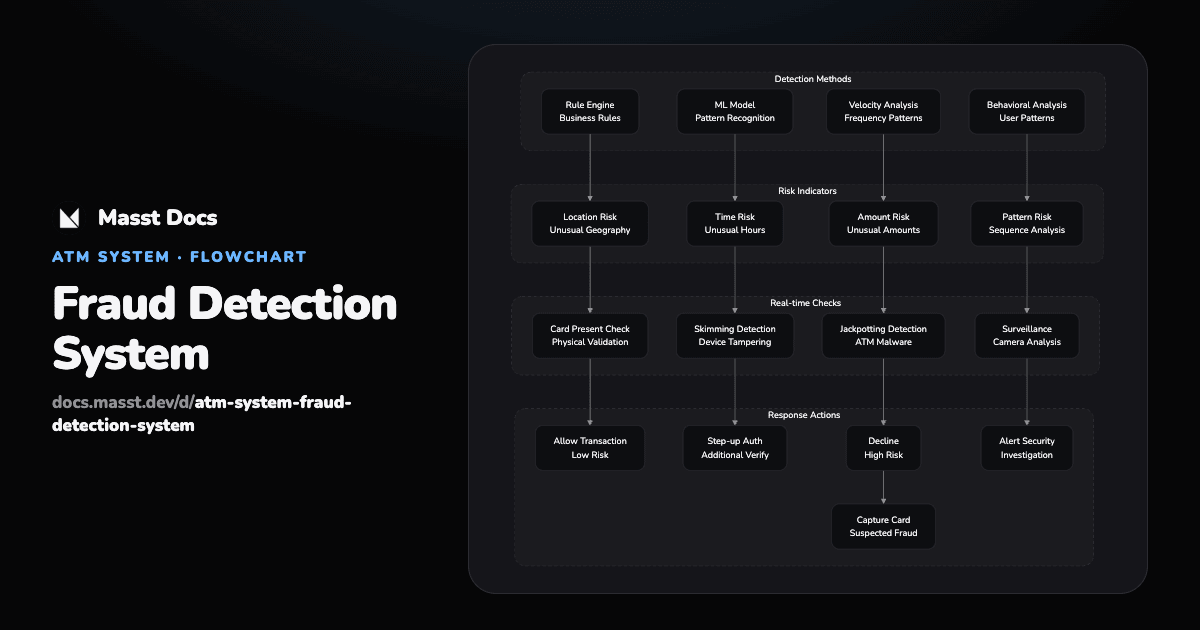 Masst Docs
ATM SYSTEM · FLOWCHART
Fraud Detection
System
docs.masst.dev/d/atm-system-fraud-
detection-system
Detection Methods
Rule Engine
Business Rules
ML Model
Pattern Recognition
Velocity Analysis
Frequency Patterns
Behavioral Analysis
User Patterns
Risk Indicators
Location Risk
Unusual Geography
Time Risk
Unusual Hours
Amount Risk
Unusual Amounts
Pattern Risk
Sequence Analysis
Real-time Checks
Card Present Check
Physical Validation
Skimming Detection
Device Tampering
Jackpotting Detection
ATM Malware
Surveillance
Camera Analysis
Response Actions
Allow Transaction
Low Risk
Step-up Auth
Additional Verify
Decline
High Risk
Alert Security
Investigation
Capture Card
Suspected Fraud